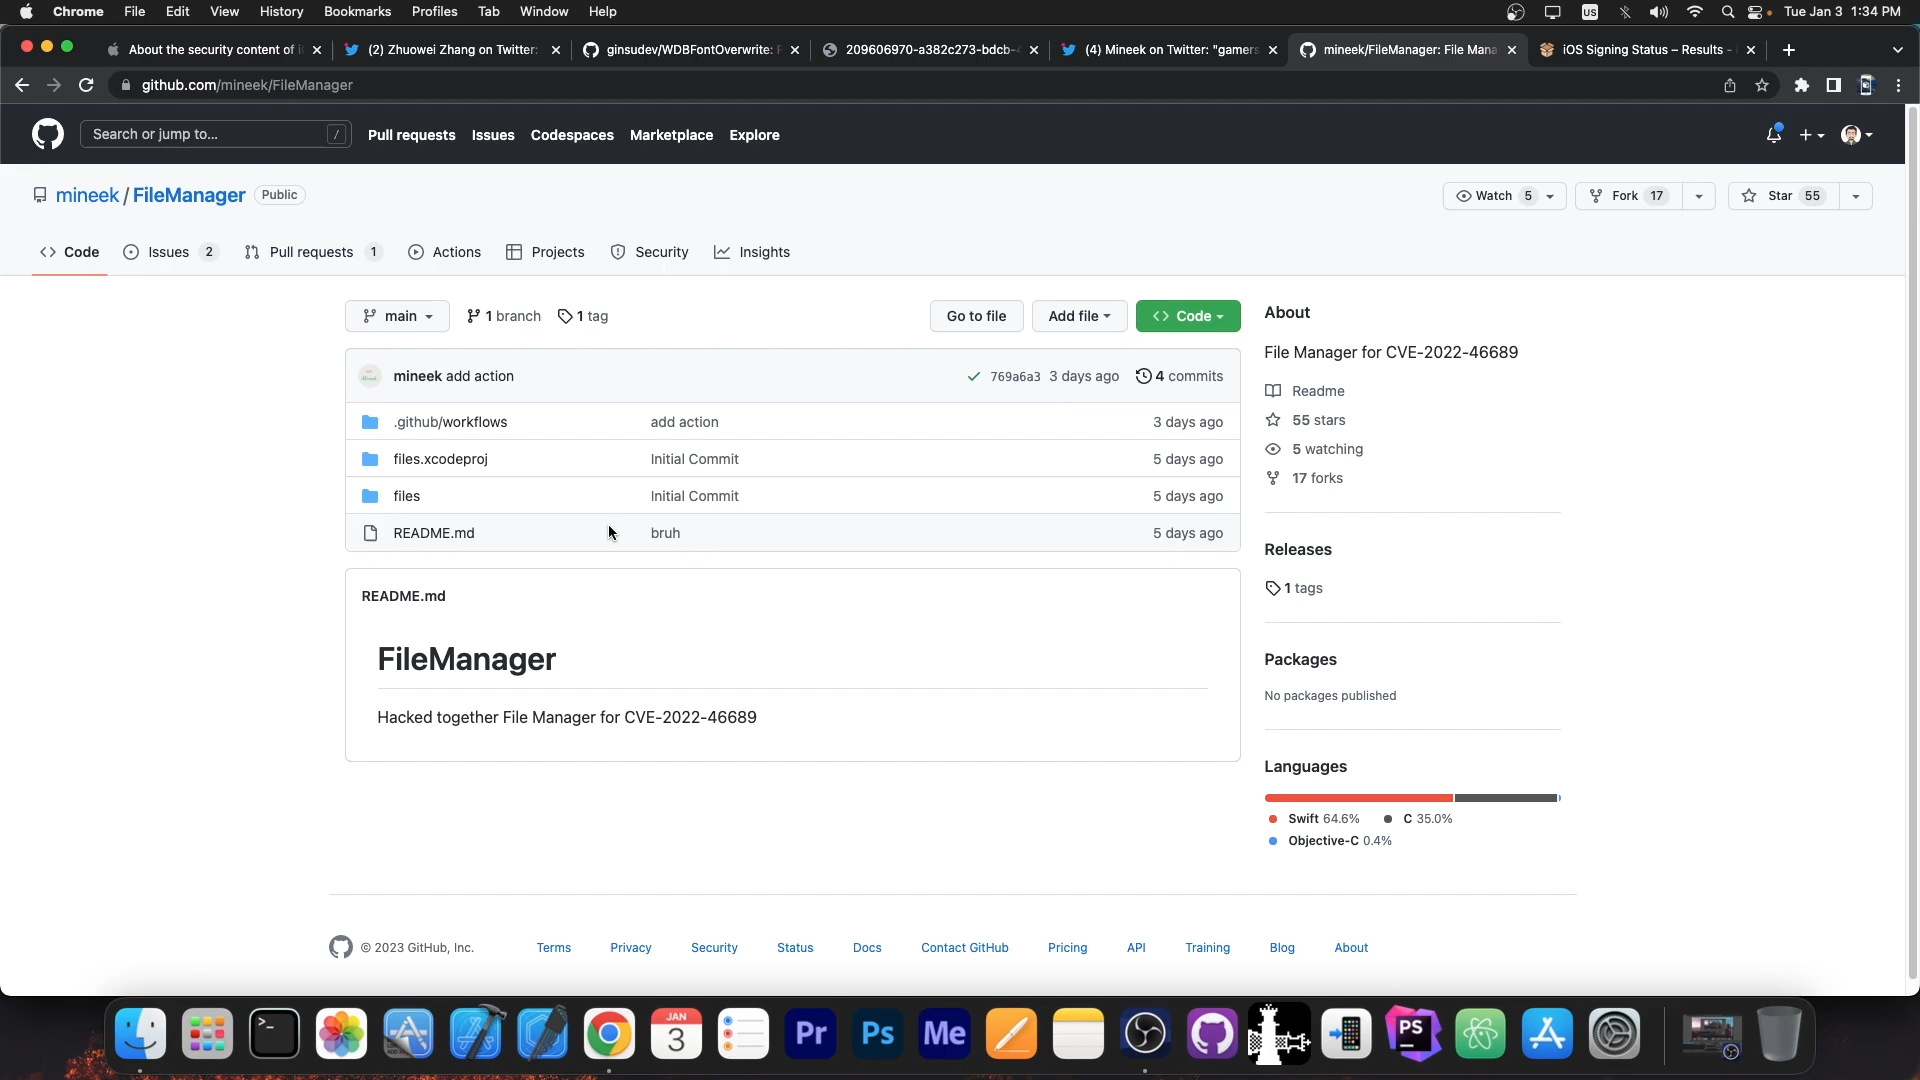 Chrome File Edit View History Bookmarks Profiles Tab Window Help US Tue Jan 3 1:34 PM
About the security content of i (2) Zhuowei Zhang on Twitter: ginsudev/WDBFontOverwrite: 209606970-a382c273-bdcb- (4) Mineek on Twitter: "gamers mineek/FileManager: File Mana iOS Signing Status – Results -
github.com/mineek/FileManager
Search or jump to... / Pull requests Issues Codespaces Marketplace Explore
mineek / FileManager Public Watch 5 Fork 17 Star 55
Code Issues 2 Pull requests 1 Actions Projects Security Insights
main 1 branch 1 tag Go to file Add file Code
mineek add action 769a6a3 3 days ago 4 commits
.github/workflows add action 3 days ago
files.xcodeproj Initial Commit 5 days ago
files Initial Commit 5 days ago
README.md bruh 5 days ago
README.md
FileManager
Hacked together File Manager for CVE-2022-46689
About
File Manager for CVE-2022-46689
Readme
55 stars
5 watching
17 forks
Releases
1 tags
Packages
No packages published
Languages
Swift 64.6% C 35.0%
Objective-C 0.4%
© 2023 GitHub, Inc. Terms Privacy Security Status Docs Contact GitHub Pricing API Training Blog About
JAN
3
Pr Ps Me PS